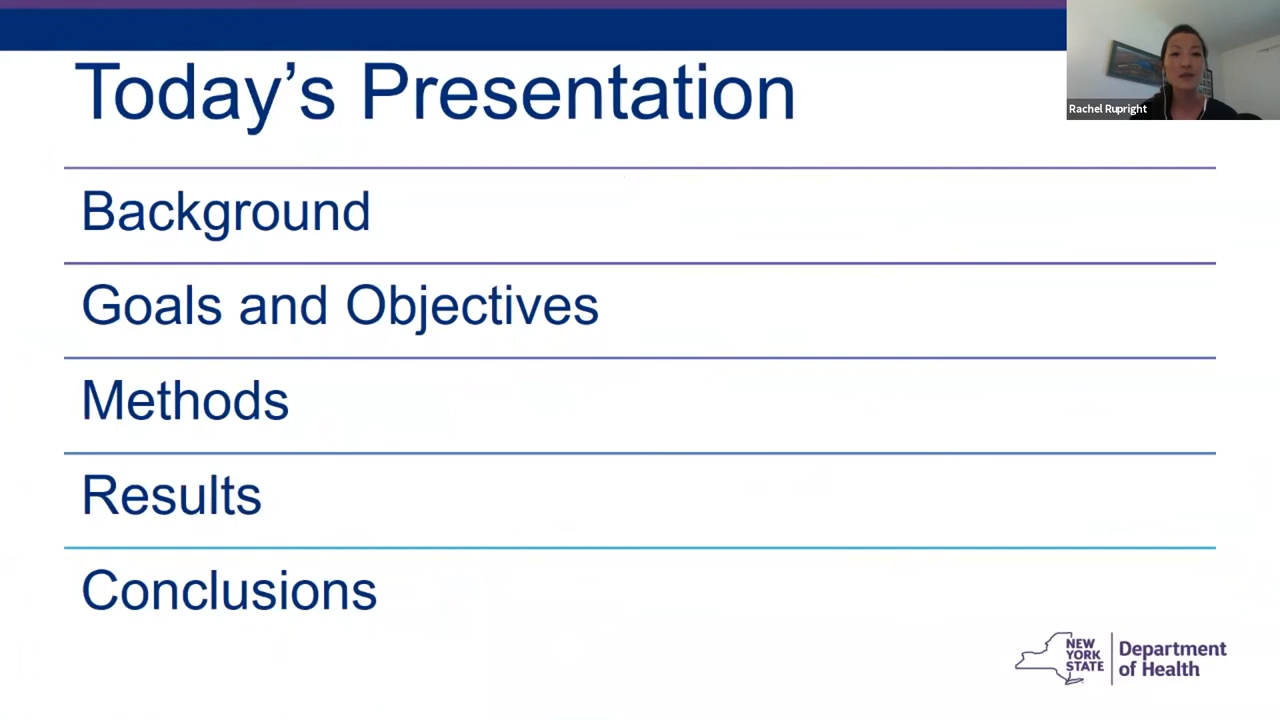 Today's Presentation
Rachel Rupright
Background
Goals and Objectives
Methods
Results
Conclusions
NEW
YORK
STATE
Department
of Health